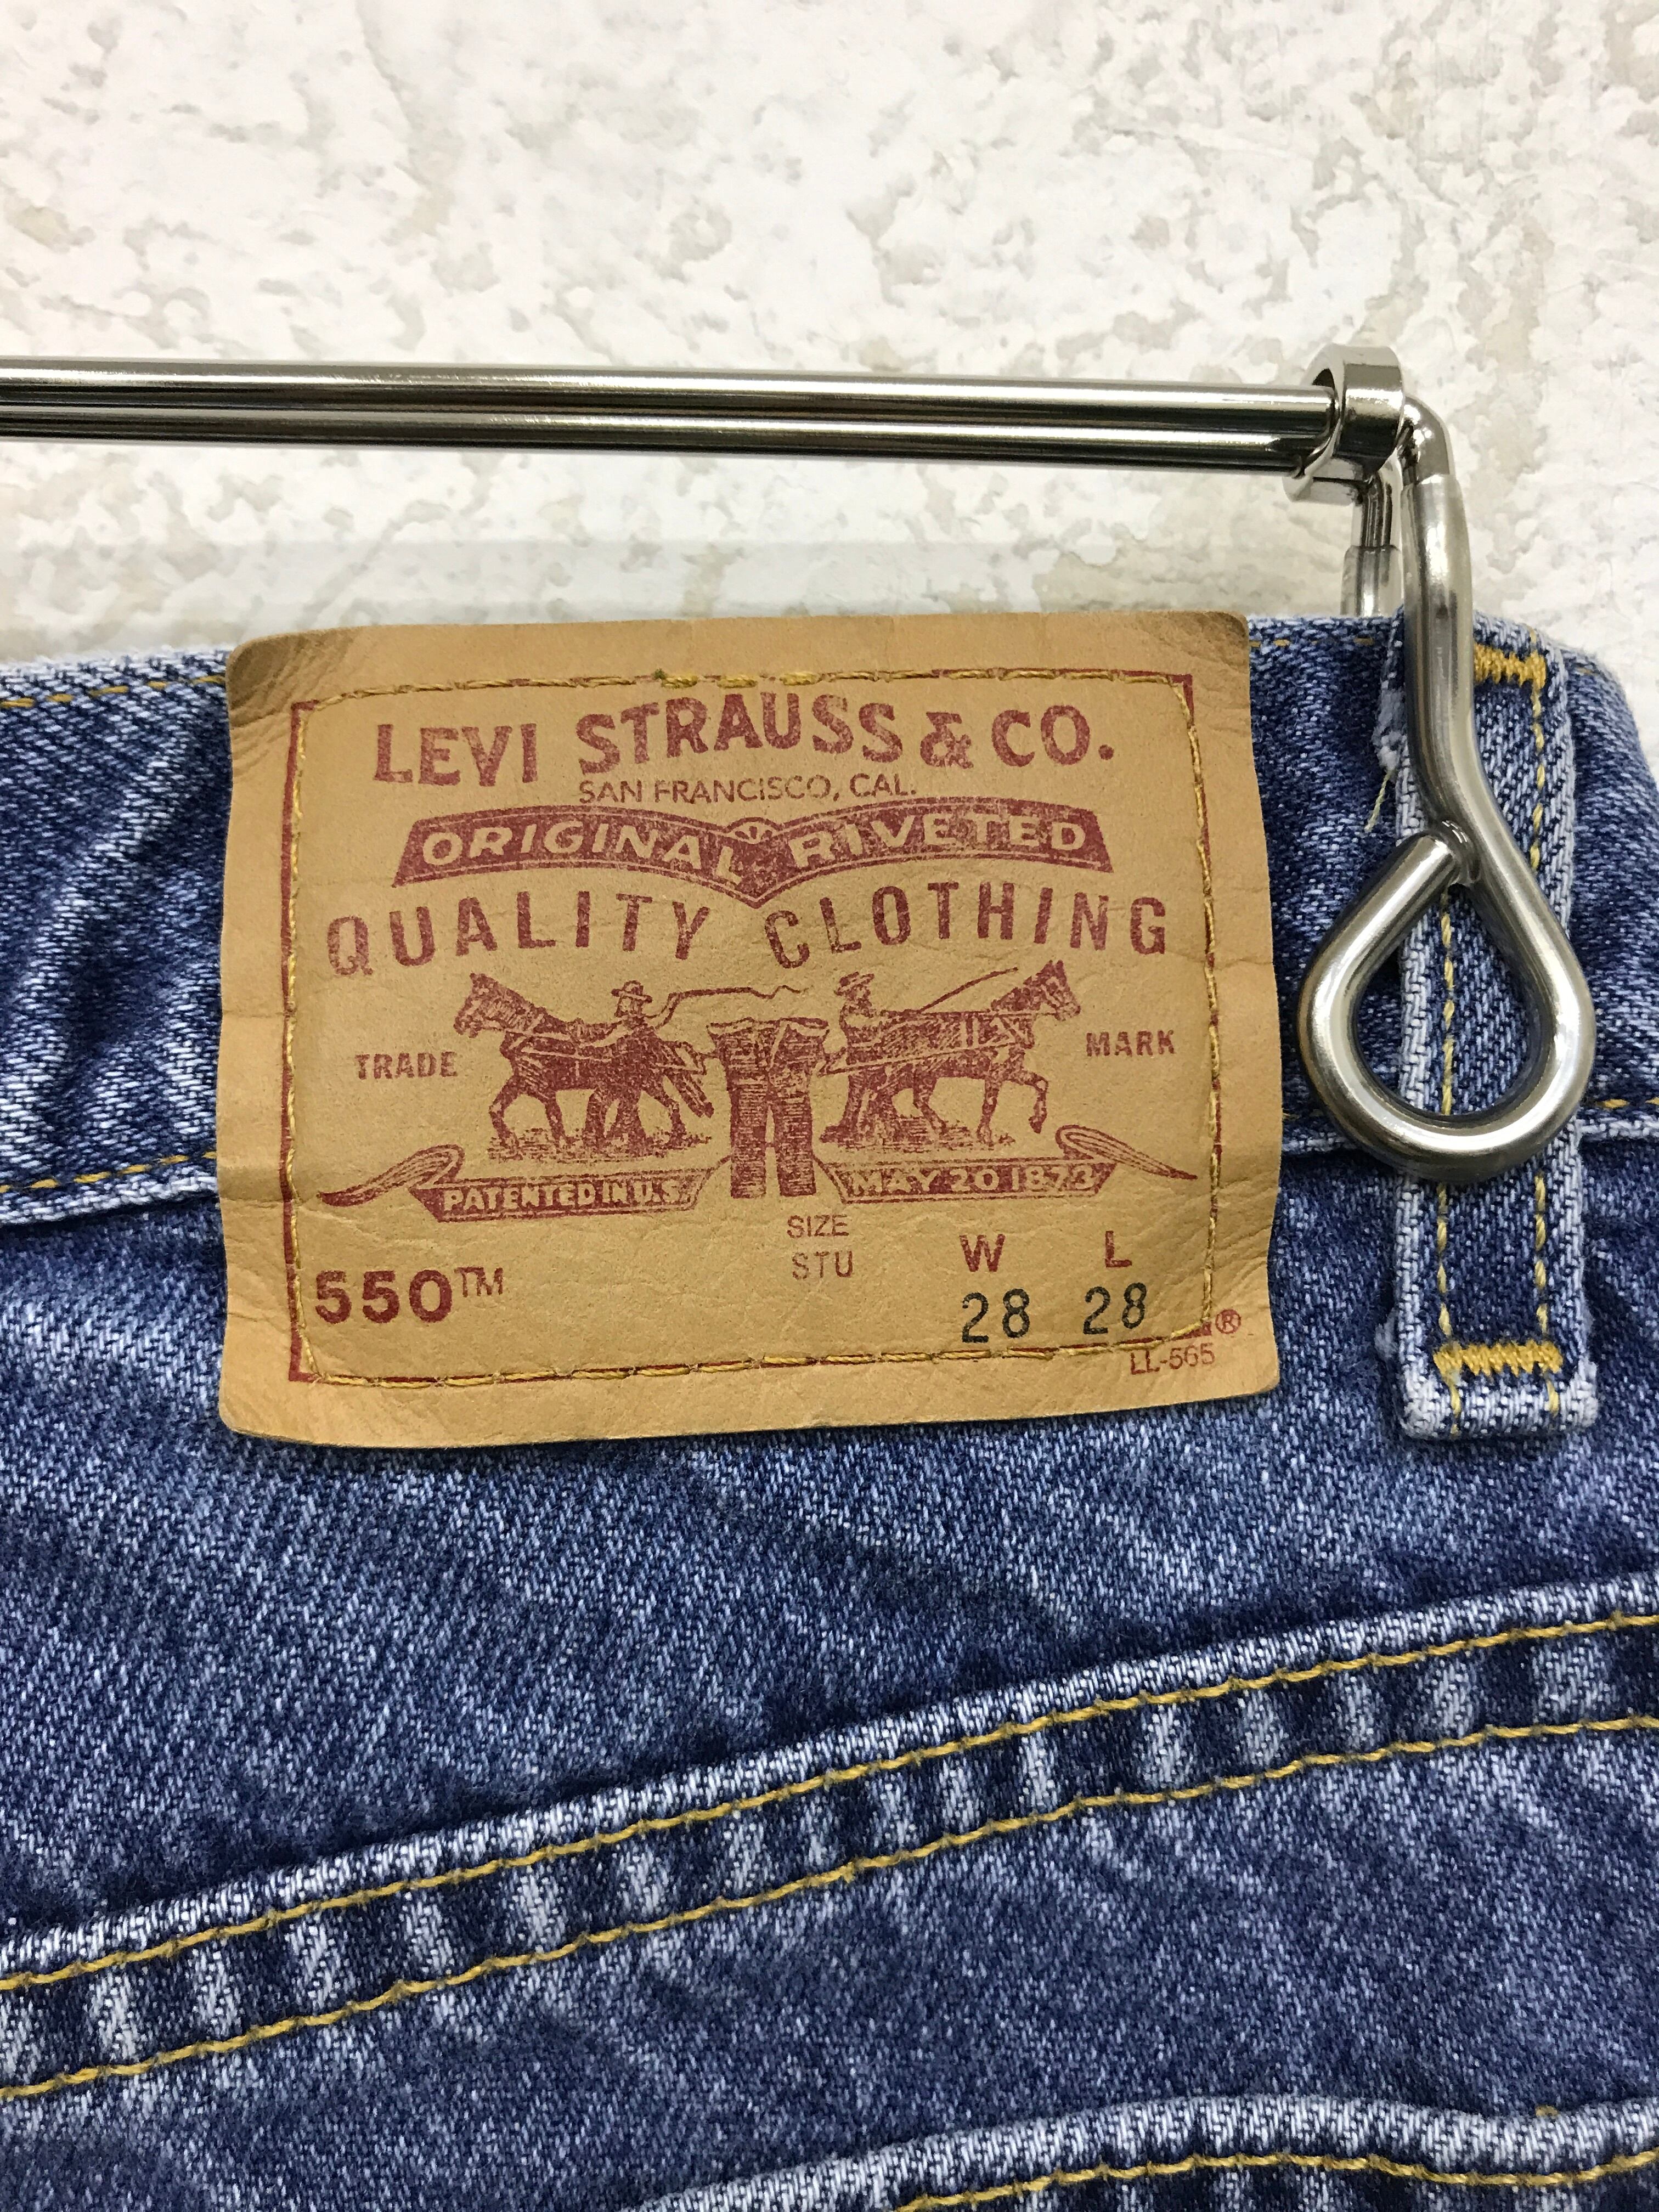 LEVI STRAUSS & CO.
SAN FRANCISCO, CAL.
ORIGINAL RIVETED
QUALITY CLOTHING
TRADE MARK
PATENTED IN U.S. MAY 20 1873
SIZE
STU W L
550™ 28 28
®
LL-565